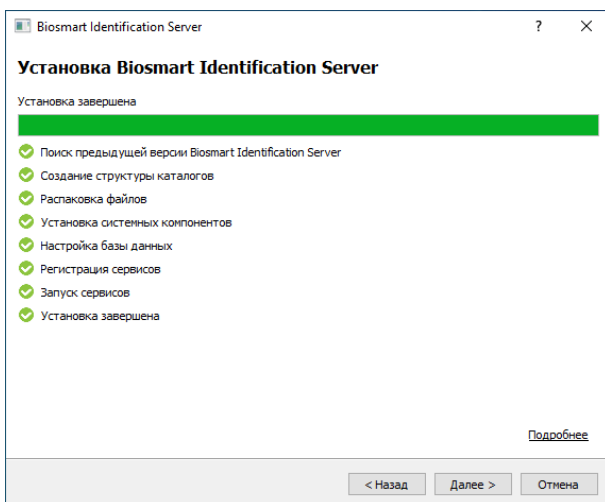 Biosmart Identification Server
?
Установка Biosmart Identification Server
Установка завершена
Поиск предыдущей версии Biosmart Identification Server
Создание структуры каталогов
Распаковка файлов
Установка системных компонентов
Настройка базы данных
Регистрация сервисов
Запуск сервисов
Установка завершена
Подробнее
< Назад Далее > Отмена